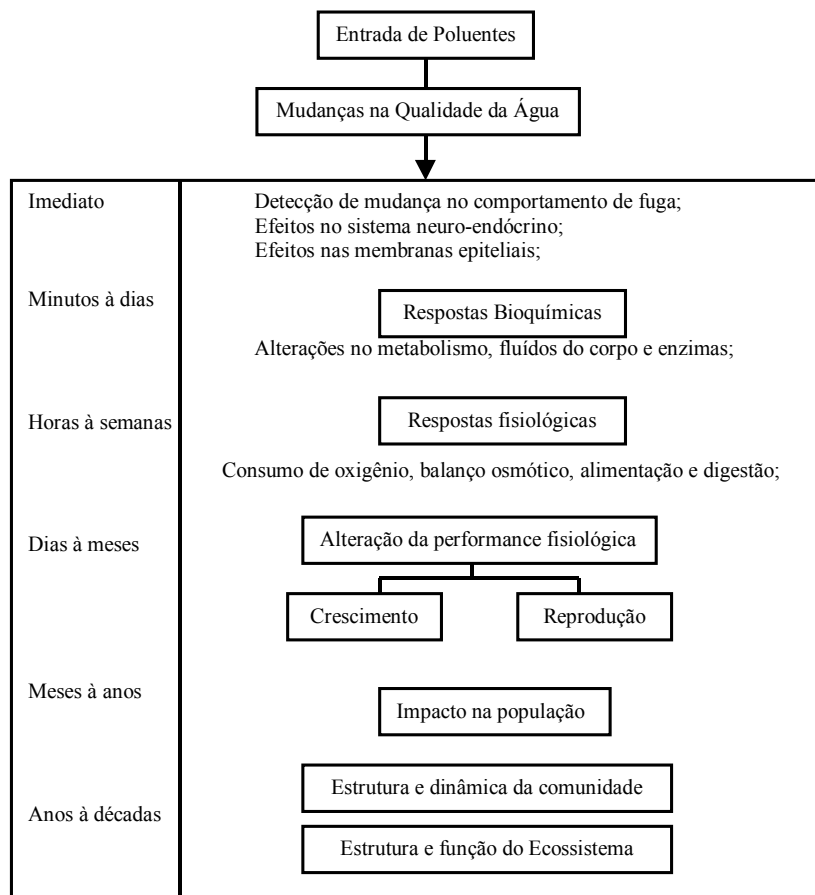 Entrada de Poluentes
Mudanças na Qualidade da Água
Imediato
Detecção de mudança no comportamento de fuga;
Efeitos no sistema neuro-endócrino;
Efeitos nas membranas epiteliais;
Minutos à dias
Respostas Bioquímicas
Alterações no metabolismo, fluídos do corpo e enzimas;
Horas à semanas
Respostas fisiológicas
Consumo de oxigênio, balanço osmótico, alimentação e digestão;
Dias à meses
Alteração da performance fisiológica
Crescimento
Reprodução
Meses à anos
Impacto na população
Anos à décadas
Estrutura e dinâmica da comunidade
Estrutura e função do Ecossistema